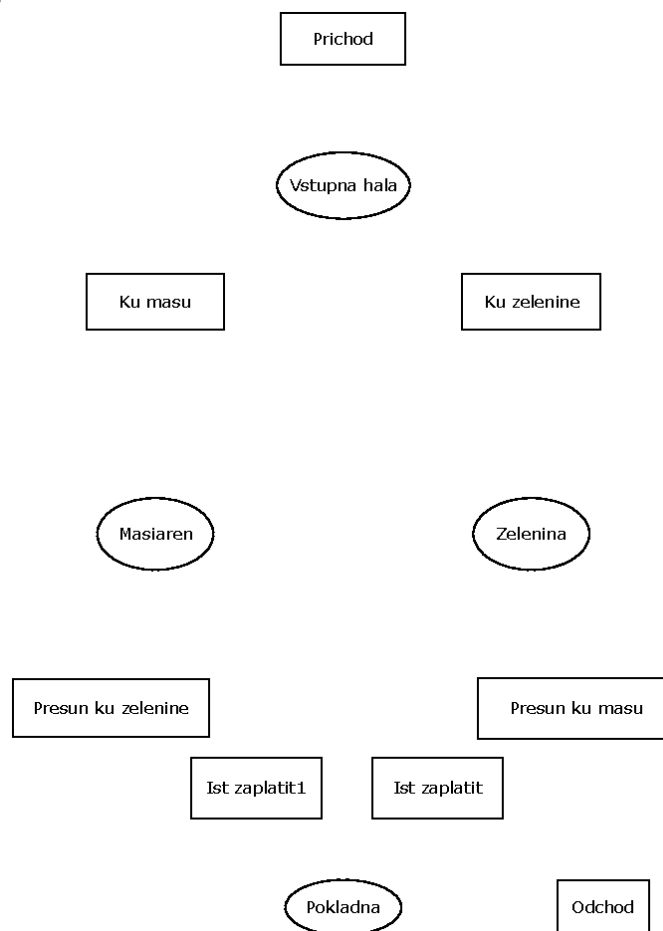 Prichod
Vstupna hala
Ku masu
Ku zelenine
Masiaren
Zelenina
Presun ku zelenine
Presun ku masu
Ist zaplatit1
Ist zaplatit
Pokladna
Odchod